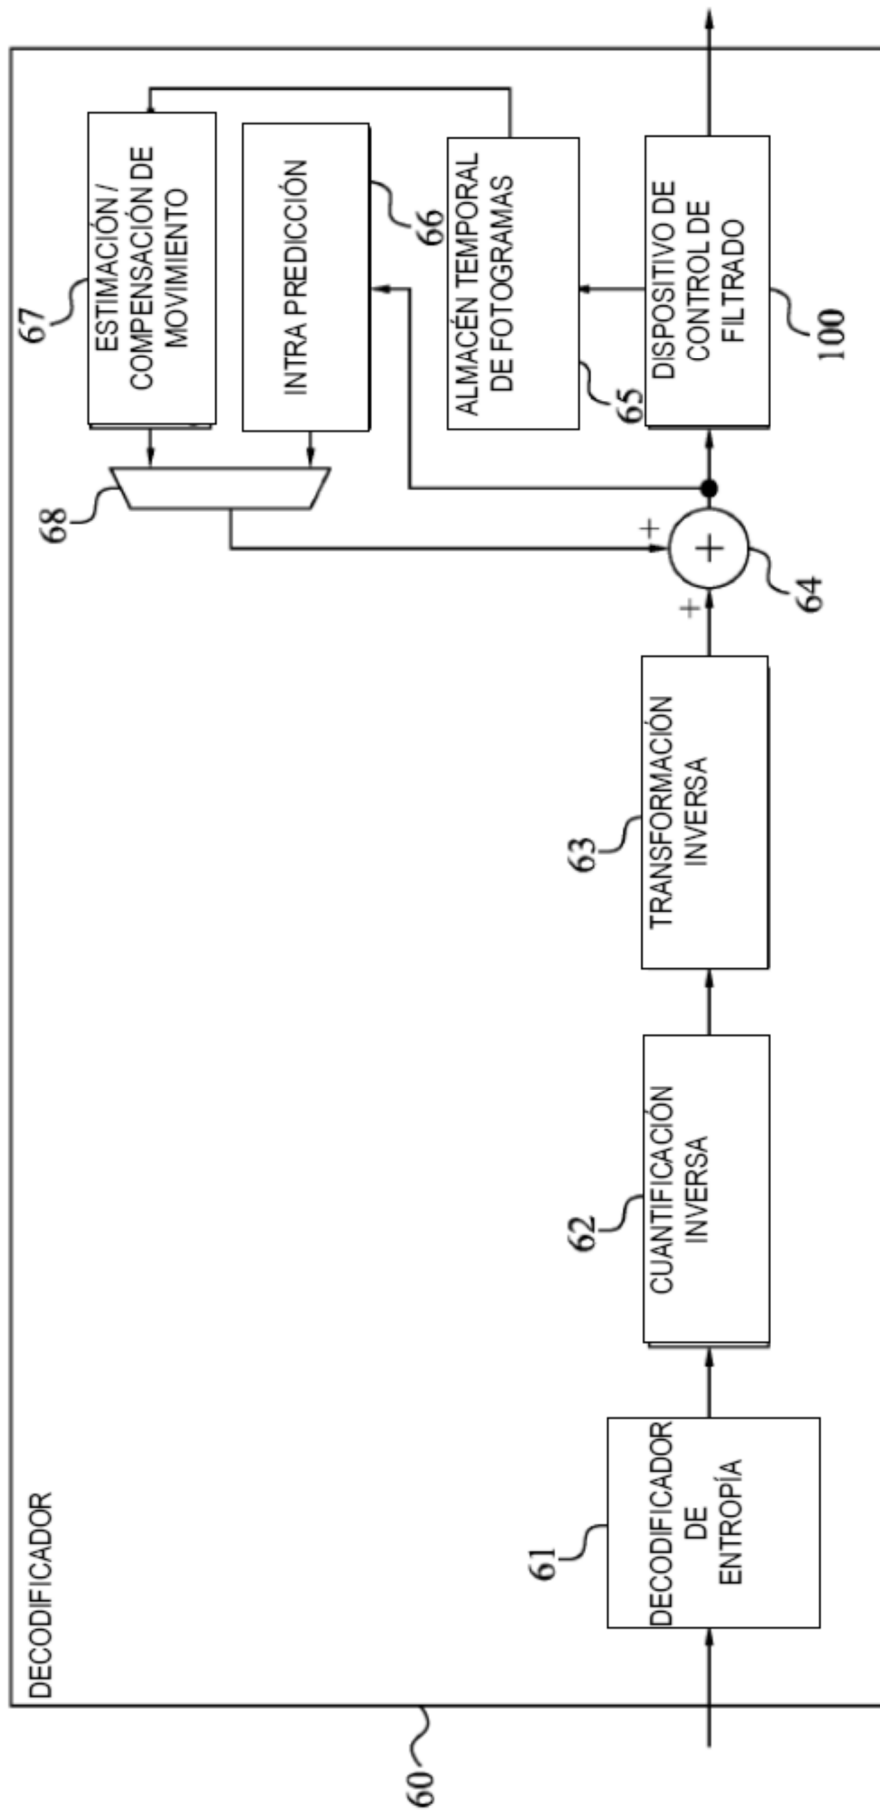 DECODIFICADOR
60
61
DECODIFICADOR
DE
ENTROPÍA
62
CUANTIFICACIÓN
INVERSA
63
TRANSFORMACIÓN
INVERSA
64
+
+
+
68
67
ESTIMACIÓN /
COMPENSACIÓN DE
MOVIMIENTO
INTRA PREDICCIÓN
66
ALMACÉN TEMPORAL
DE FOTOGRAMAS
65
DISPOSITIVO DE
CONTROL DE
FILTRADO
100